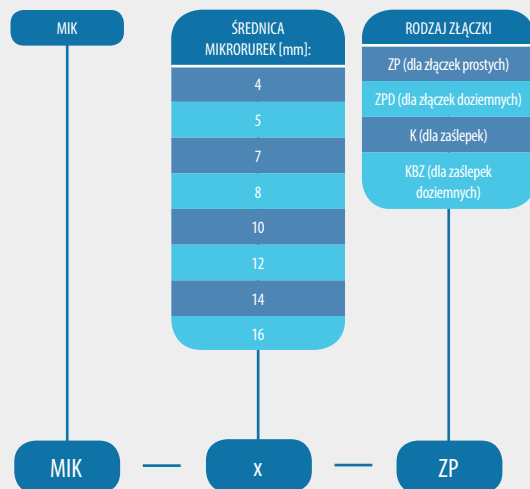 MIK
ŚREDNICA
MIKRORUREK [mm]:
4
5
7
8
10
12
14
16
RODZAJ ZŁĄCZKI
ZP (dla złączek prostych)
ZPD (dla złączek doziemnych)
K (dla zaślepek)
KBZ (dla zaślepek
doziemnych)
MIK — x — ZP